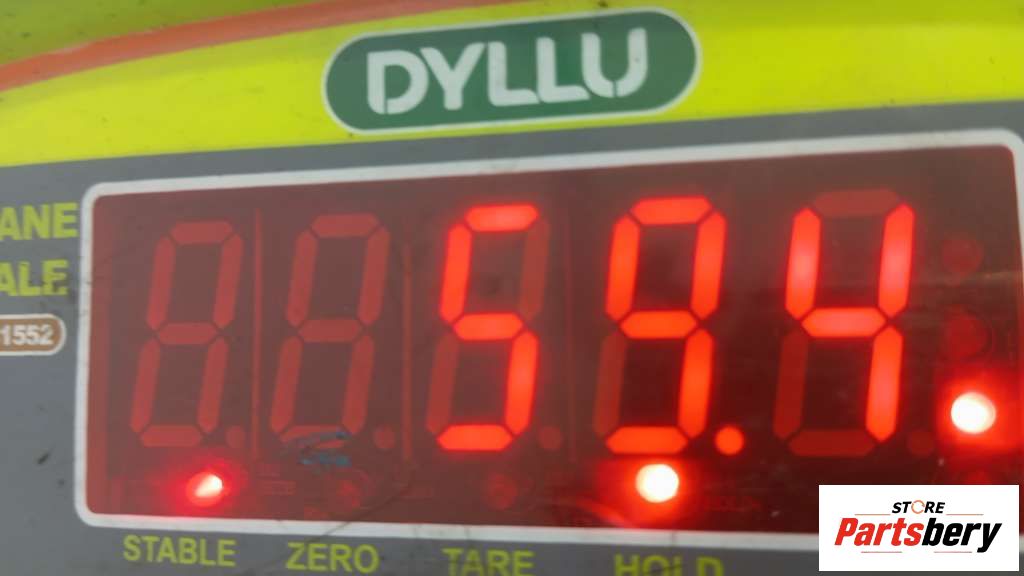 DYLLU
ANE
ALE
1552
59.4
STABLE ZERO TARE HOLD
STORE
Partsbery